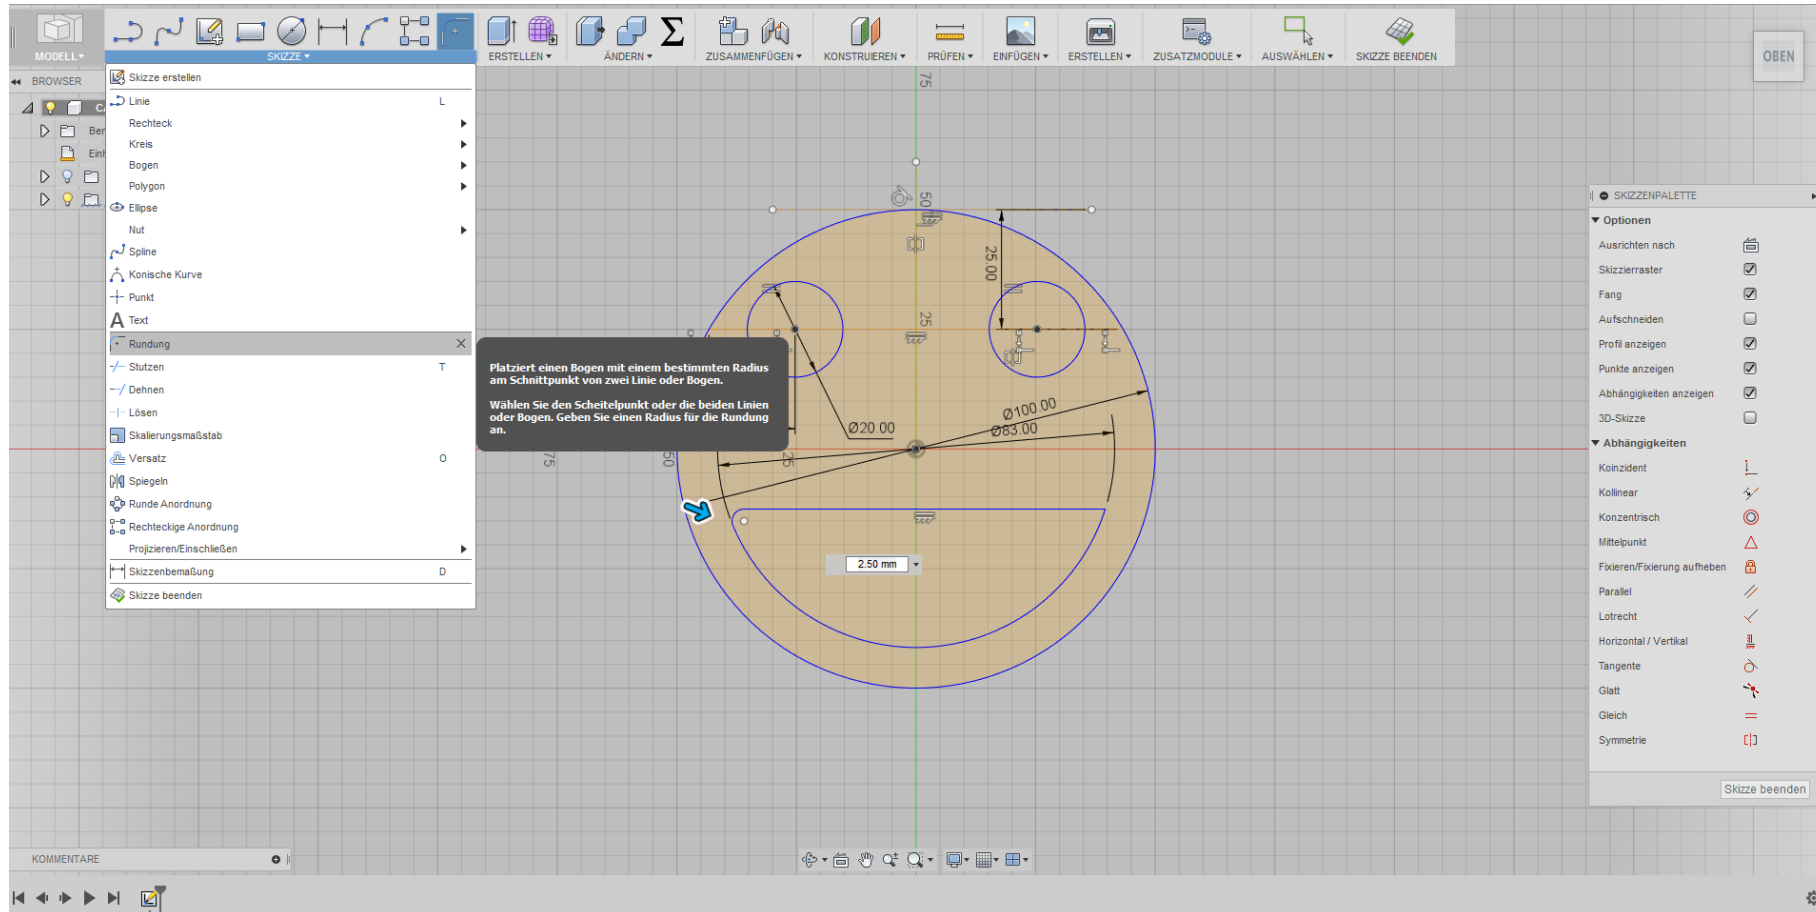 MODELL
SKIZZE
ERSTELLEN
ÄNDERN
ZUSAMMENFÜGEN
KONSTRUIEREN
PRÜFEN
EINFÜGEN
ERSTELLEN
ZUSATZMODULE
AUSWÄHLEN
SKIZZE BEENDEN
OBEN
BROWSER
Skizze erstellen
Linie L
Rechteck
Kreis
Bogen
Polygon
Ellipse
Nut
Spline
Konische Kurve
Punkt
A Text
Rundung
Stutzen T
Dehnen
Lösen
Skalierungsmaßstab
Versatz O
Spiegeln
Runde Anordnung
Rechteckige Anordnung
Projizieren/Einschließen
Skizzenbemaßung D
Skizze beenden
Platziert einen Bogen mit einem bestimmten Radius
am Schnittpunkt von zwei Linie oder Bogen.
Wählen Sie den Scheitelpunkt oder die beiden Linien
oder Bogen. Geben Sie einen Radius für die Rundung
an.
75
50
25.00
25
Ø100.00
Ø20.00
Ø83.00
75
50
25
2.50 mm
SKIZZENPALETTE
Optionen
Ausrichten nach
Skizzierraster
Fang
Aufschneiden
Profil anzeigen
Punkte anzeigen
Abhängigkeiten anzeigen
3D-Skizze
Abhängigkeiten
Koinzident
Kollinear
Konzentrisch
Mittelpunkt
Fixieren/Fixierung aufheben
Parallel
Lotrecht
Horizontal / Vertikal
Tangente
Glatt
Gleich
Symmetrie
Skizze beenden
KOMMENTARE